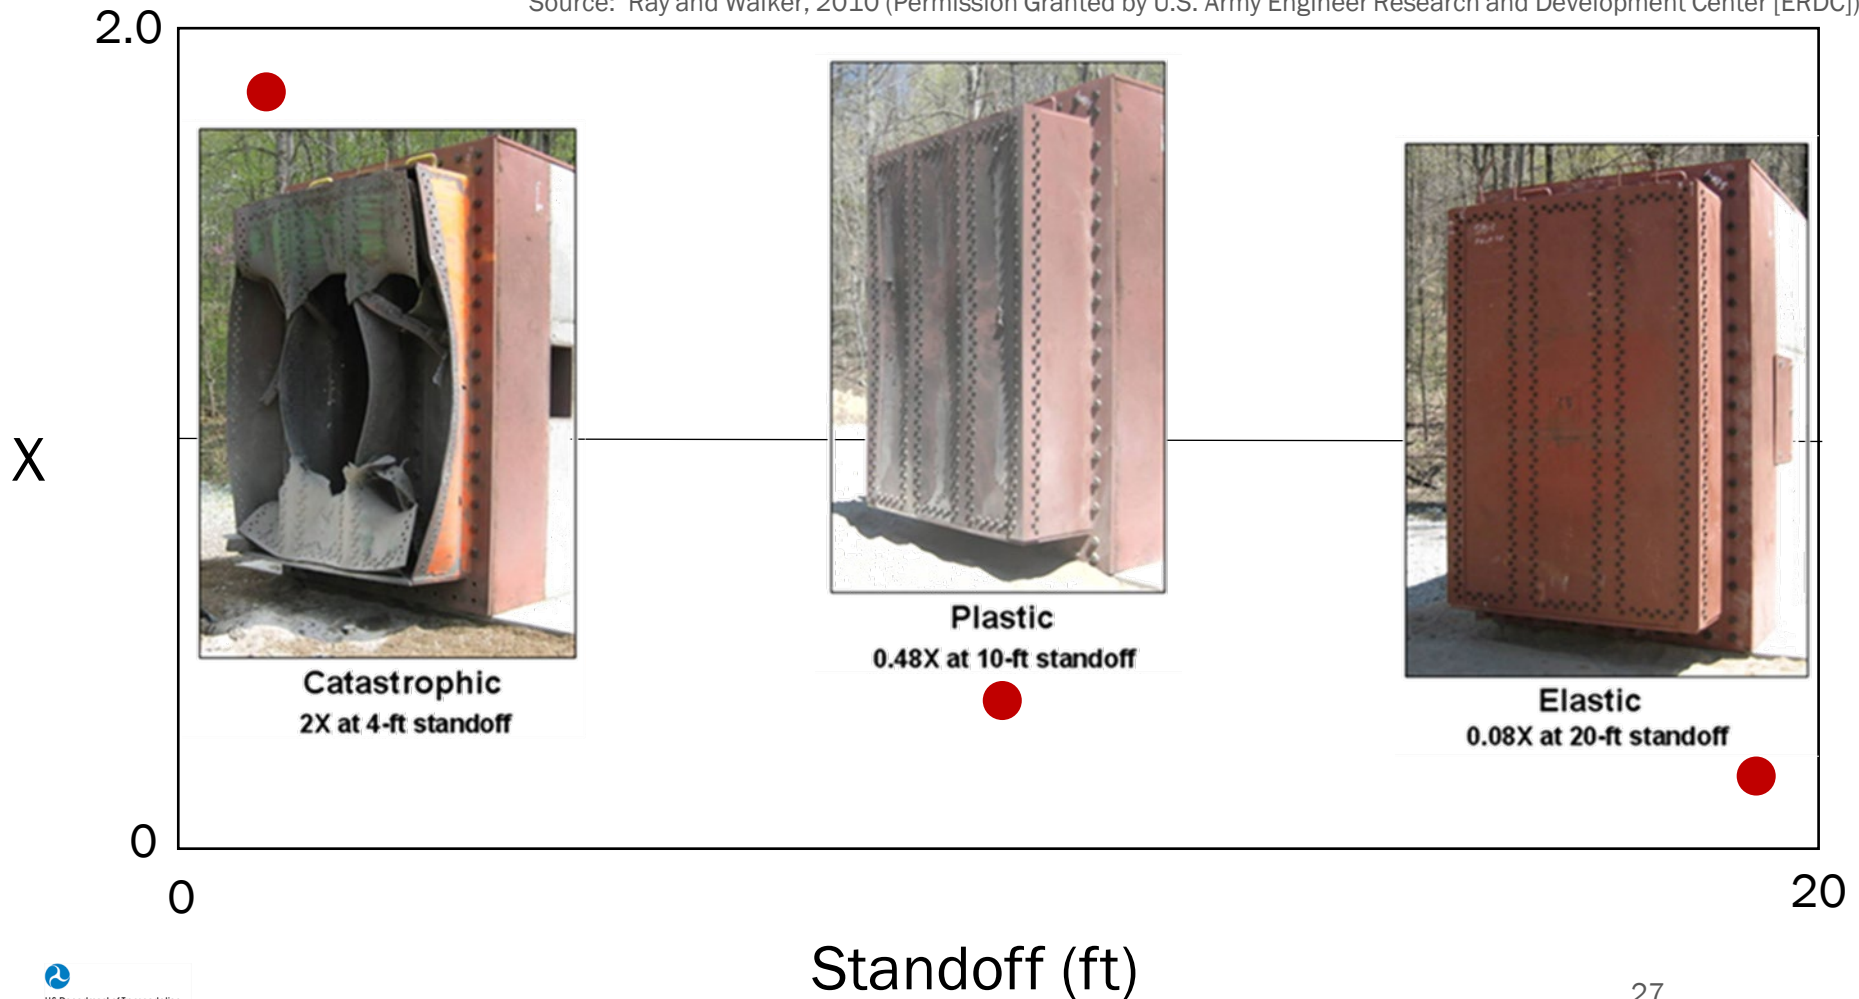 Source: Ray and Walker, 2010 (Permission Granted by U.S. Army Engineer Research and Development Center [ERDC])
2.0
X
Catastrophic
2X at 4-ft standoff
Plastic
0.48X at 10-ft standoff
Elastic
0.08X at 20-ft standoff
0
0
20
Standoff (ft)
27